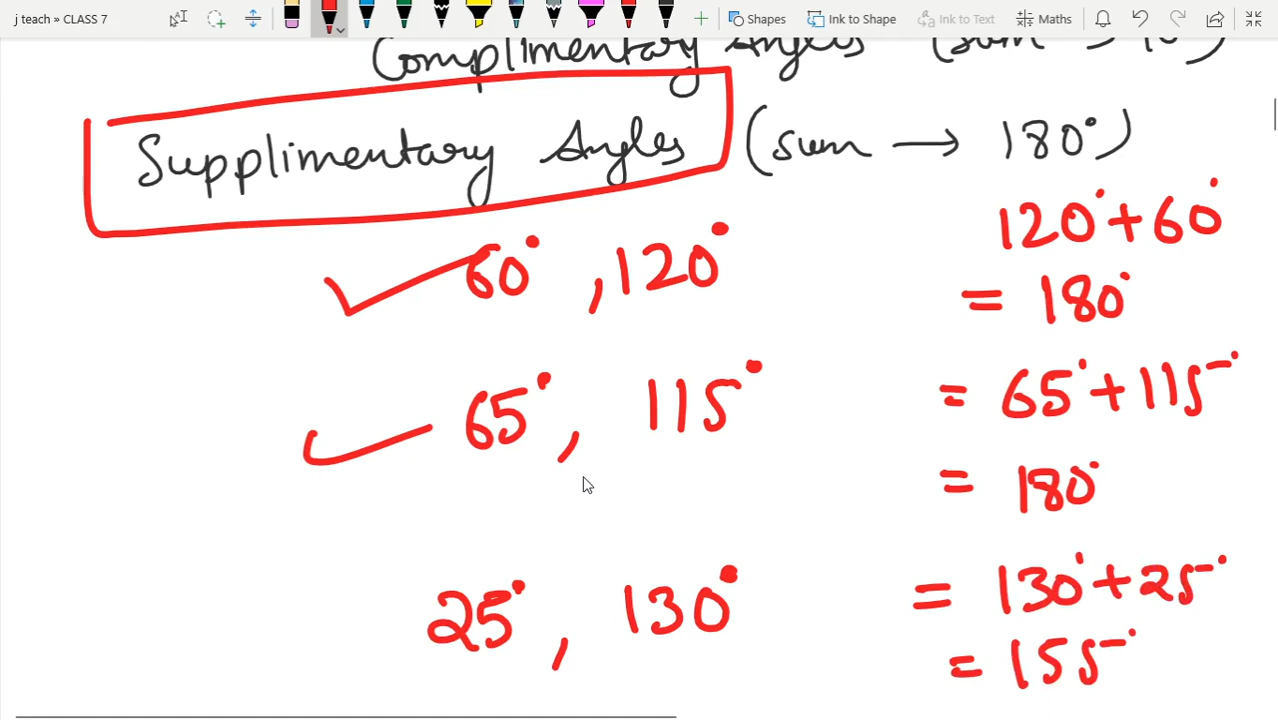 j teach » CLASS 7
Shapes
Ink to Shape
Ink to Text
Maths
Complimentary Angles (sum →
Supplimentary Angles (sum → 180°)
60° , 120°
120° + 60°
= 180°
65° , 115°
= 65° + 115°
= 180°
25° , 130°
= 130° + 25°
= 155°